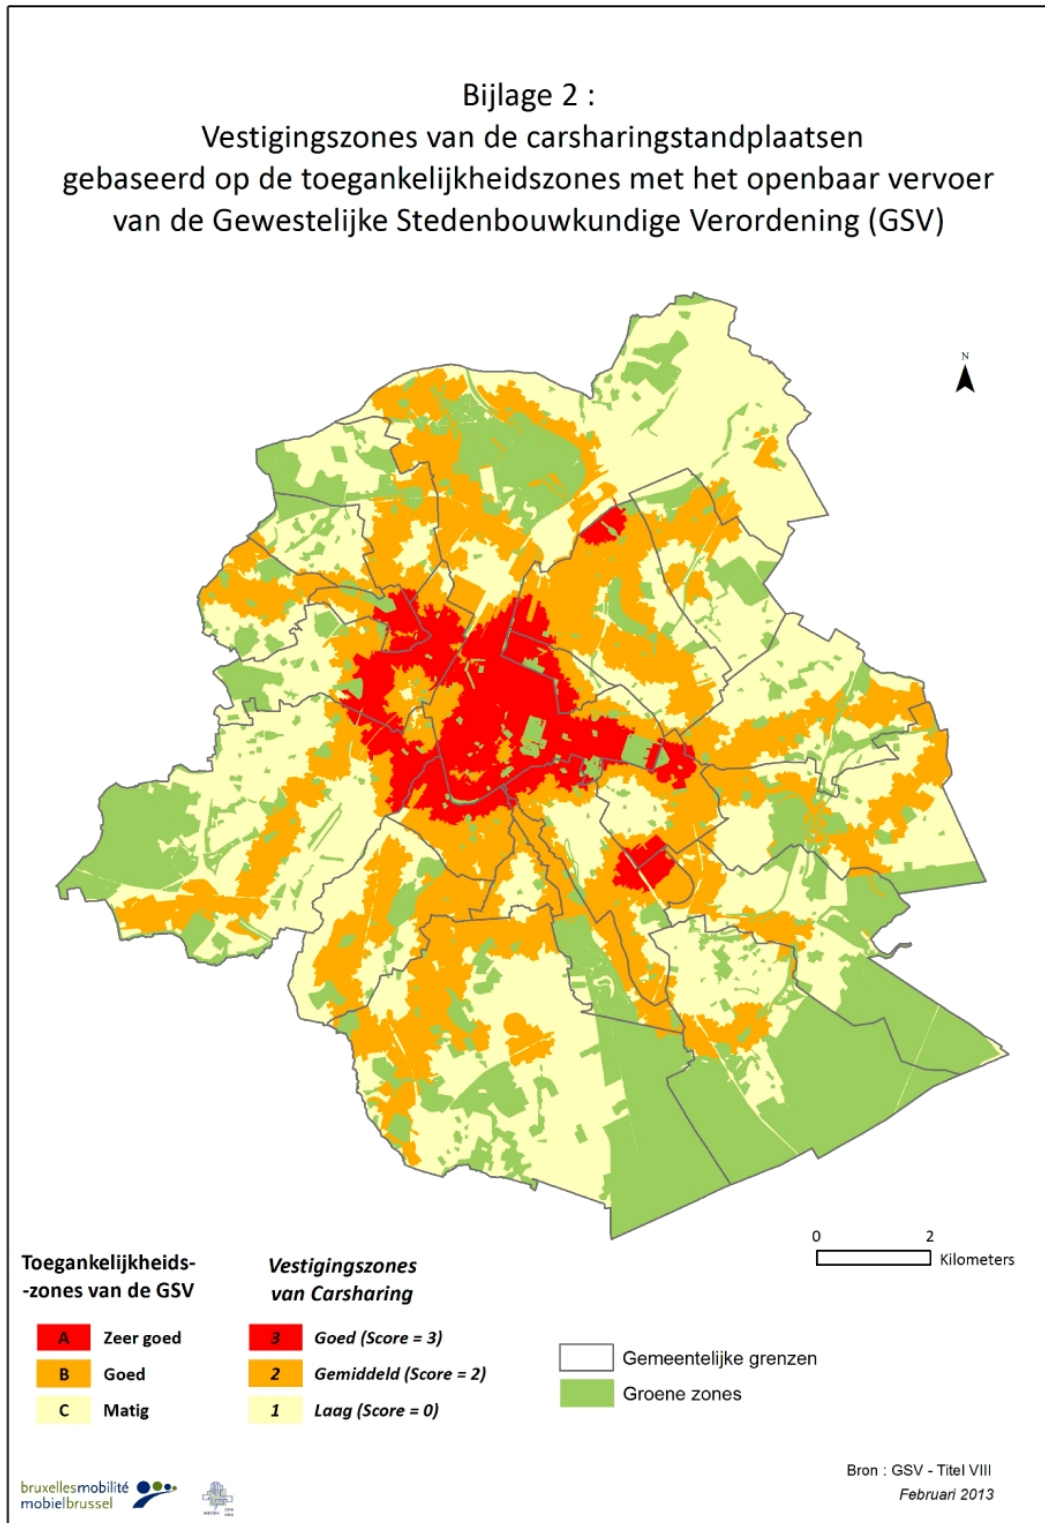 Bijlage 2 :
Vestigingszones van de carsharingstandplaatsen
gebaseerd op de toegankelijkheidszones met het openbaar vervoer
van de Gewestelijke Stedenbouwkundige Verordening (GSV)
N
0 2
Kilometers
Toegankelijkheids-
-zones van de GSV
A Zeer goed
B Goed
C Matig
Vestigingszones
van Carsharing
3 Goed (Score = 3)
2 Gemiddeld (Score = 2)
1 Laag (Score = 0)
Gemeentelijke grenzen
Groene zones
bruxellesmobilité
mobielbrussel
Bron : GSV - Titel VIII
Februari 2013